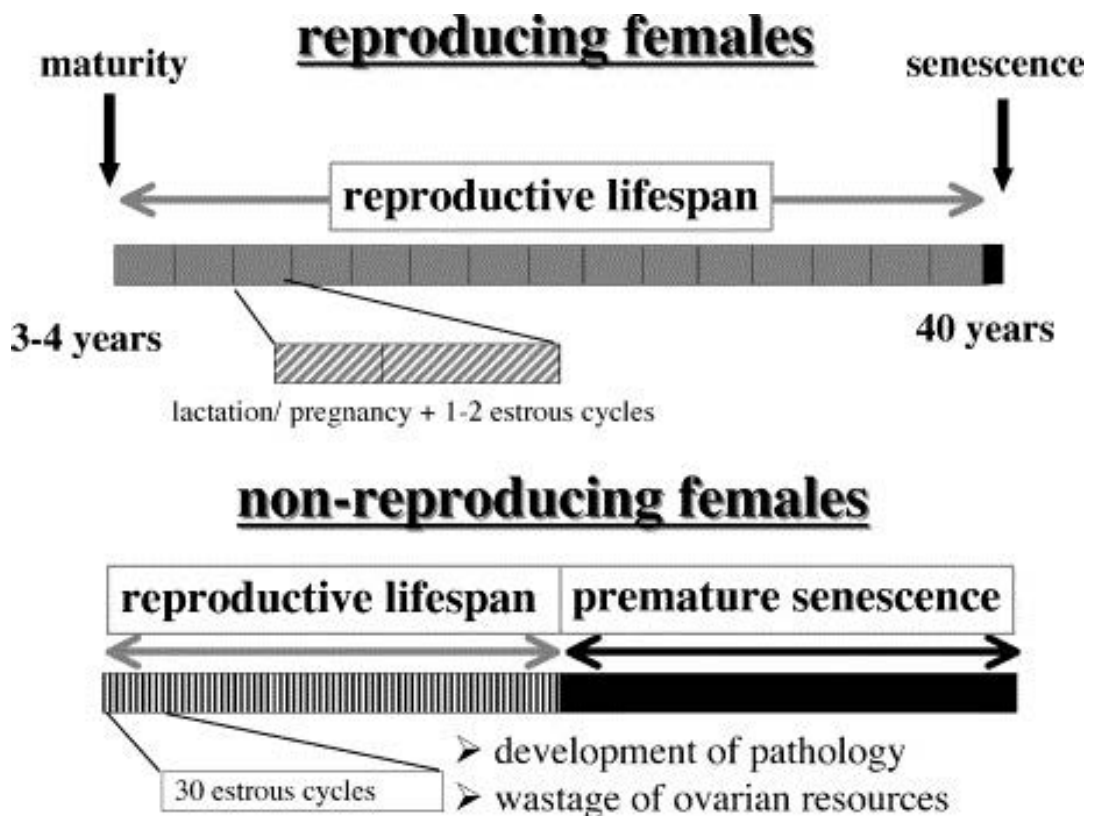 reproducing females
maturity
senescence
reproductive lifespan
3-4 years
40 years
lactation/ pregnancy + 1-2 estrous cycles
non-reproducing females
reproductive lifespan
premature senescence
➢ development of pathology
30 estrous cycles
➢ wastage of ovarian resources